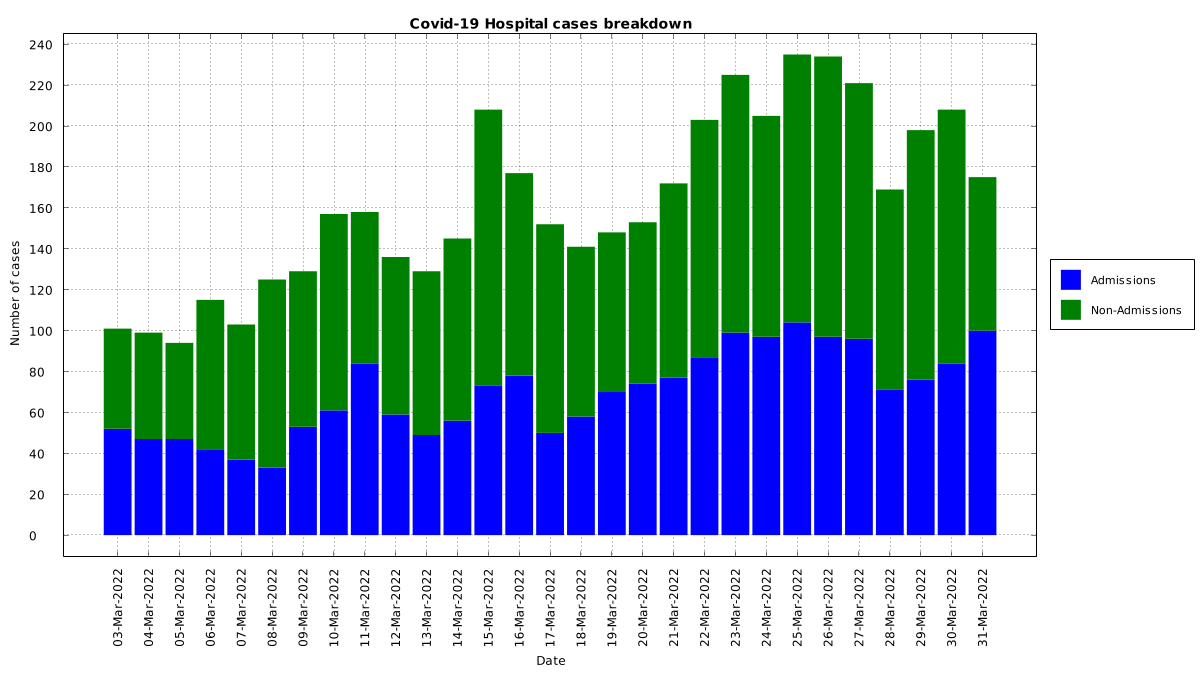 Covid-19 Hospital cases breakdown
240
220
200
180
160
140
120
100
80
60
40
20
0
Number of cases
03-Mar-2022
04-Mar-2022
05-Mar-2022
06-Mar-2022
07-Mar-2022
08-Mar-2022
09-Mar-2022
10-Mar-2022
11-Mar-2022
12-Mar-2022
13-Mar-2022
14-Mar-2022
15-Mar-2022
16-Mar-2022
17-Mar-2022
18-Mar-2022
19-Mar-2022
20-Mar-2022
21-Mar-2022
22-Mar-2022
23-Mar-2022
24-Mar-2022
25-Mar-2022
26-Mar-2022
27-Mar-2022
28-Mar-2022
29-Mar-2022
30-Mar-2022
31-Mar-2022
Date
Admissions
Non-Admissions